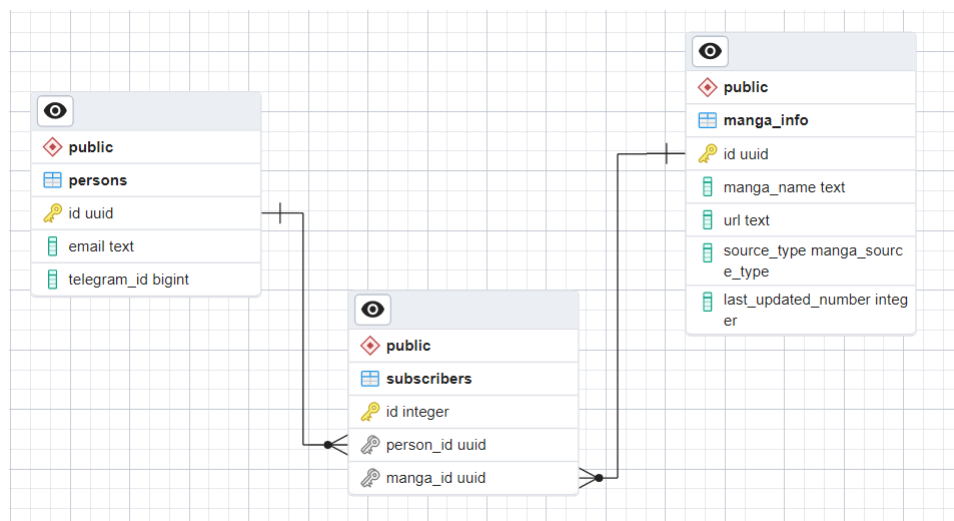 public
persons
id uuid
email text
telegram_id bigint
public
subscribers
id integer
person_id uuid
manga_id uuid
public
manga_info
id uuid
manga_name text
url text
source_type manga_sourc
e_type
last_updated_number integ
er